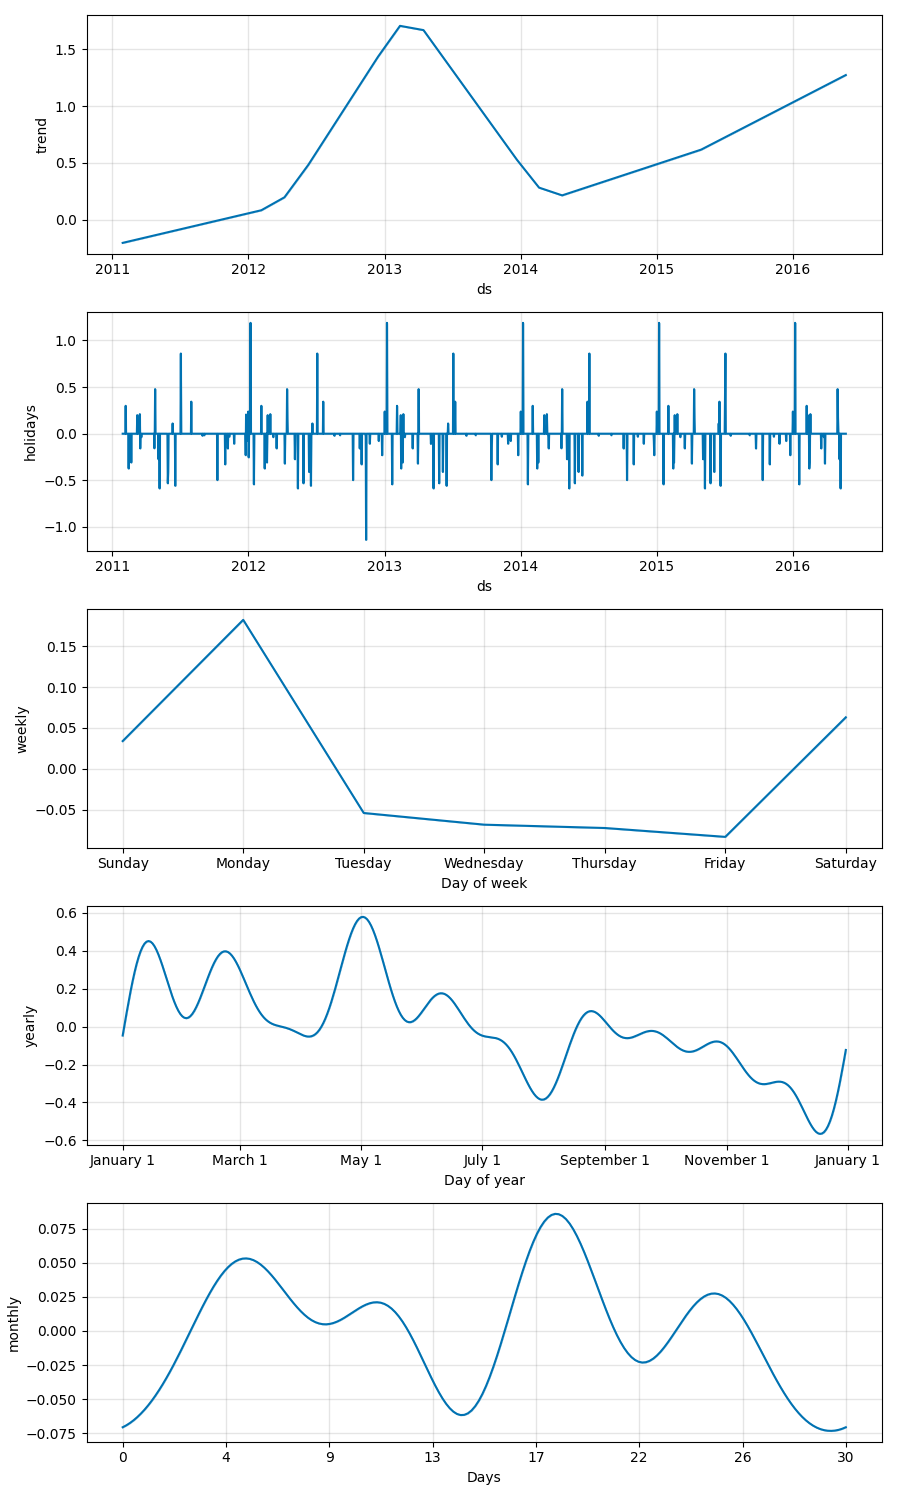 trend
1.5
1.0
0.5
0.0
2011 2012 2013 2014 2015 2016
ds
holidays
1.0
0.5
0.0
−0.5
−1.0
2011 2012 2013 2014 2015 2016
ds
weekly
0.15
0.10
0.05
0.00
−0.05
Sunday Monday Tuesday Wednesday Thursday Friday Saturday
Day of week
yearly
0.6
0.4
0.2
0.0
−0.2
−0.4
−0.6
January 1 March 1 May 1 July 1 September 1 November 1 January 1
Day of year
monthly
0.075
0.050
0.025
0.000
−0.025
−0.050
−0.075
0 4 9 13 17 22 26 30
Days